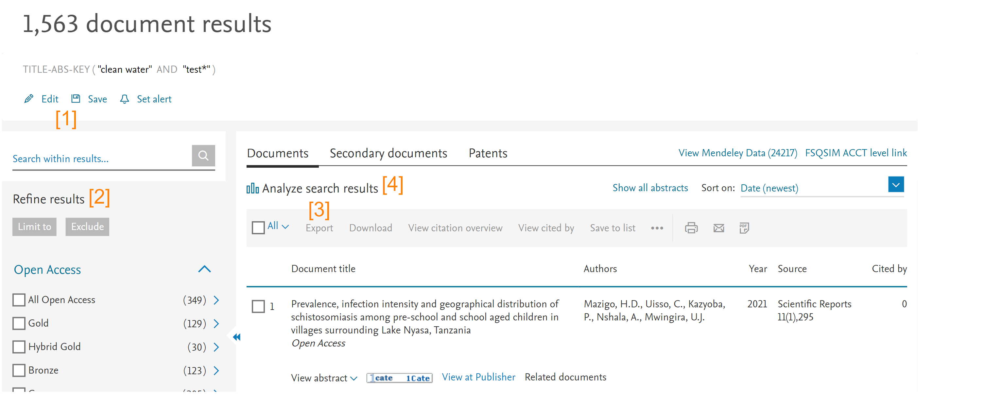 1,563 document results
TITLE-ABS-KEY ( "clean water" AND "test*" )
Edit Save Set alert
[1]
Search within results...
Refine results [2]
Limit to Exclude
Open Access
All Open Access (349)
Gold (129)
Hybrid Gold (30)
Bronze (123)
Documents Secondary documents Patents View Mendeley Data (24217) FSQSIM ACCT level link
Analyze search results [4] Show all abstracts Sort on: Date (newest)
[3]
All Export Download View citation overview View cited by Save to list ••• PDF
Document title Authors Year Source Cited by
1 Prevalence, infection intensity and geographical distribution of Mazigo, H.D., Uisso, C., Kazyoba, 2021 Scientific Reports 0
schistosomiasis among pre-school and school aged children in P., Nshala, A., Mwingira, U.J. 11(1),295
villages surrounding Lake Nyasa, Tanzania
Open Access
View abstract 1cate 1Cate View at Publisher Related documents